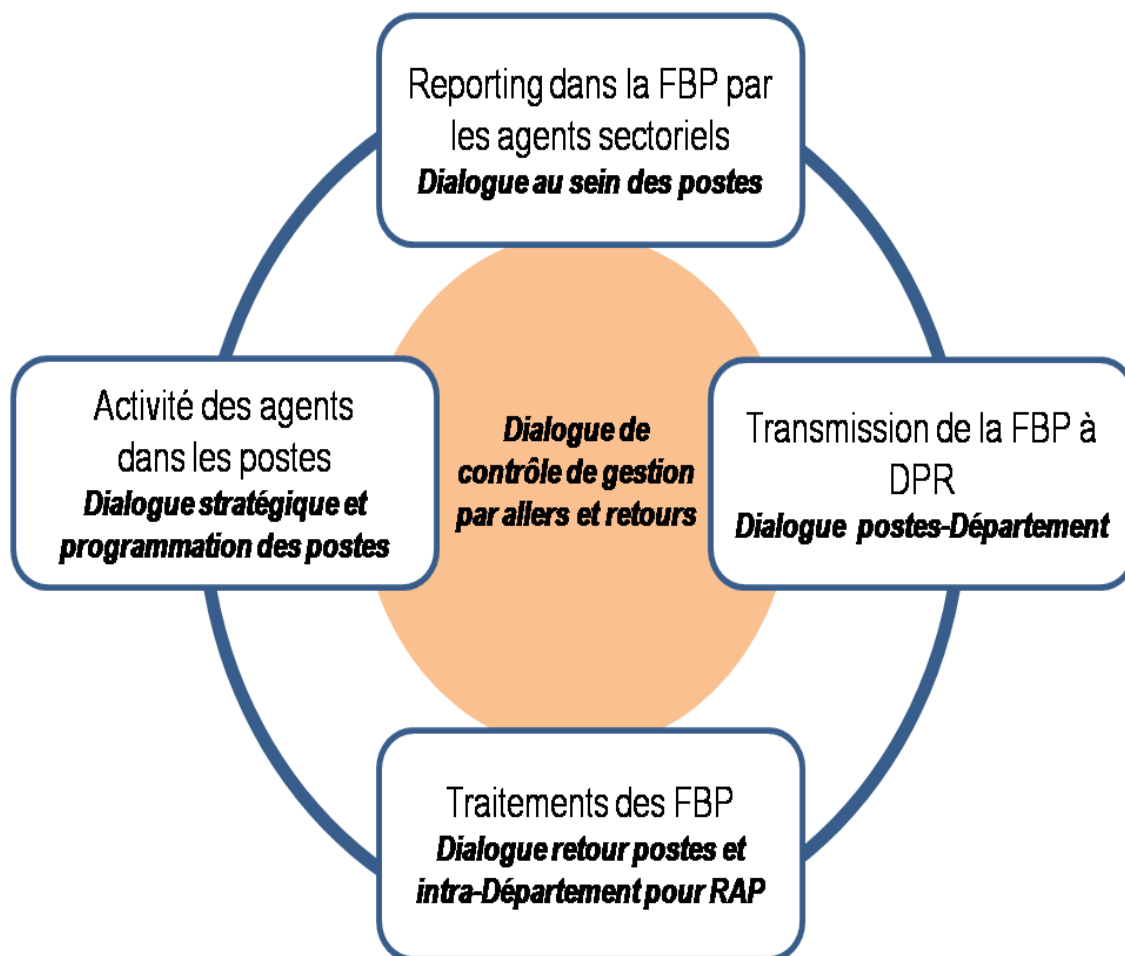 Reporting dans la FBP par
les agents sectoriels
Dialogue au sein des postes
Activité des agents
dans les postes
Dialogue stratégique et
programmation des postes
Dialogue de
contrôle de gestion
par allers et retours
Transmission de la FBP à
DPR
Dialogue postes-Département
Traitements des FBP
Dialogue retour postes et
intra-Département pour RAP